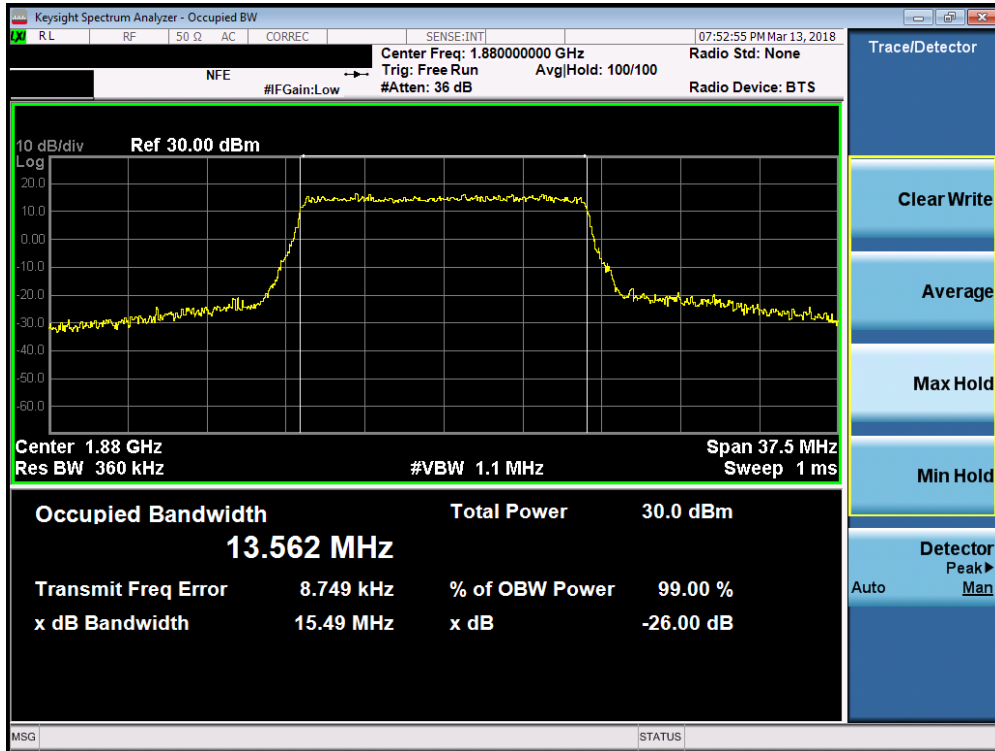 Keysight Spectrum Analyzer - Occupied BW
LXI RL RF 50 Ω AC CORREC SENSE:INT 07:52:55 PM Mar 13, 2018
Center Freq: 1.880000000 GHz Radio Std: None
NFE Trig: Free Run Avg|Hold: 100/100
#IFGain:Low #Atten: 36 dB Radio Device: BTS
10 dB/div Ref 30.00 dBm
Log
20.0
10.0
0.00
-10.0
-20.0
-30.0
-40.0
-50.0
-60.0
Center 1.88 GHz Span 37.5 MHz
Res BW 360 kHz #VBW 1.1 MHz Sweep 1 ms
Occupied Bandwidth Total Power 30.0 dBm
13.562 MHz
Transmit Freq Error 8.749 kHz % of OBW Power 99.00 %
x dB Bandwidth 15.49 MHz x dB -26.00 dB
MSG STATUS
Trace/Detector
Clear Write
Average
Max Hold
Min Hold
Detector
Peak▶
Auto Man